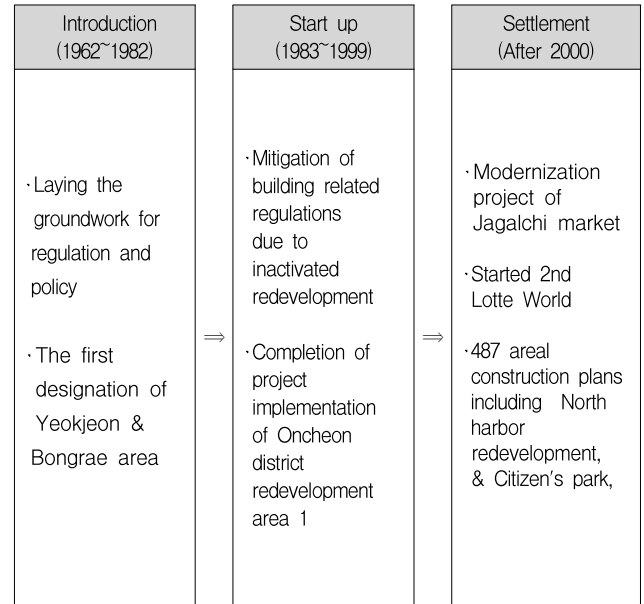 Introduction
(1962~1982)
·Laying the
groundwork for
regulation and
policy
·The first
designation of
Yeokjeon &
Bongrae area
⇒
Start up
(1983~1999)
·Mitigation of
building related
regulations
due to
inactivated
redevelopment
·Completion of
project
implementation
of Oncheon
district
redevelopment
area 1
⇒
Settlement
(After 2000)
·Modernization
project of
Jagalchi market
·Started 2nd
Lotte World
·487 areal
construction plans
including North
harbor
redevelopment,
& Citizen's park,